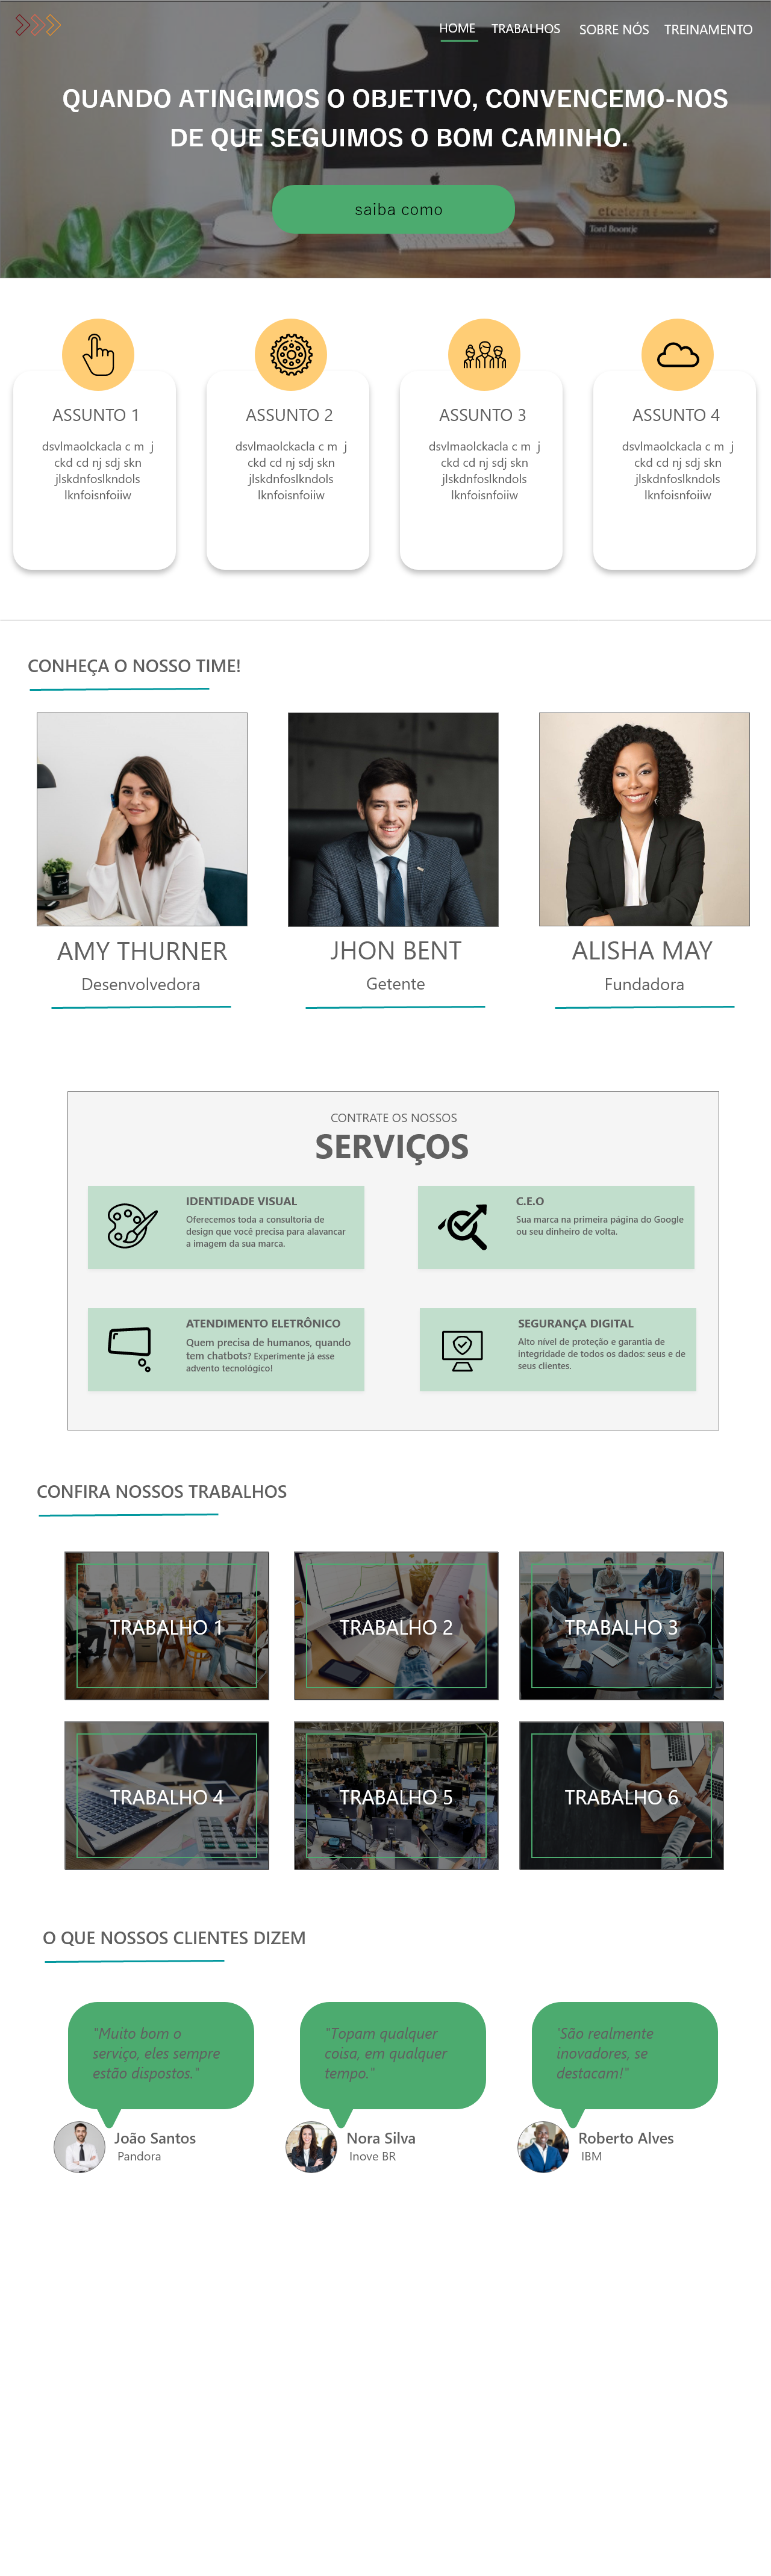 HOME TRABALHOS SOBRE NÓS TREINAMENTO
QUANDO ATINGIMOS O OBJETIVO, CONVENCEMO-NOS
DE QUE SEGUIMOS O BOM CAMINHO.
saiba como
etcetera
Tord Boontje
ASSUNTO 1
dsvlmaolckacla c m j
ckd cd nj sdj skn
jlskdnfoslkndols
lknfoisnfoiiw
ASSUNTO 2
dsvlmaolckacla c m j
ckd cd nj sdj skn
jlskdnfoslkndols
lknfoisnfoiiw
ASSUNTO 3
dsvlmaolckacla c m j
ckd cd nj sdj skn
jlskdnfoslkndols
lknfoisnfoiiw
ASSUNTO 4
dsvlmaolckacla c m j
ckd cd nj sdj skn
jlskdnfoslkndols
lknfoisnfoiiw
CONHEÇA O NOSSO TIME!
AMY THURNER
Desenvolvedora
JHON BENT
Getente
ALISHA MAY
Fundadora
CONTRATE OS NOSSOS
SERVIÇOS
IDENTIDADE VISUAL
Oferecemos toda a consultoria de
design que você precisa para alavancar
a imagem da sua marca.
C.E.O
Sua marca na primeira página do Google
ou seu dinheiro de volta.
ATENDIMENTO ELETRÔNICO
Quem precisa de humanos, quando
tem chatbots? Experimente já esse
advento tecnológico!
SEGURANÇA DIGITAL
Alto nível de proteção e garantia de
integridade de todos os dados: seus e de
seus clientes.
CONFIRA NOSSOS TRABALHOS
TRABALHO 1
TRABALHO 2
TRABALHO 3
TRABALHO 4
TRABALHO 5
TRABALHO 6
O QUE NOSSOS CLIENTES DIZEM
"Muito bom o
serviço, eles sempre
estão dispostos."
João Santos
Pandora
"Topam qualquer
coisa, em qualquer
tempo."
Nora Silva
Inove BR
'São realmente
inovadores, se
destacam!"
Roberto Alves
IBM